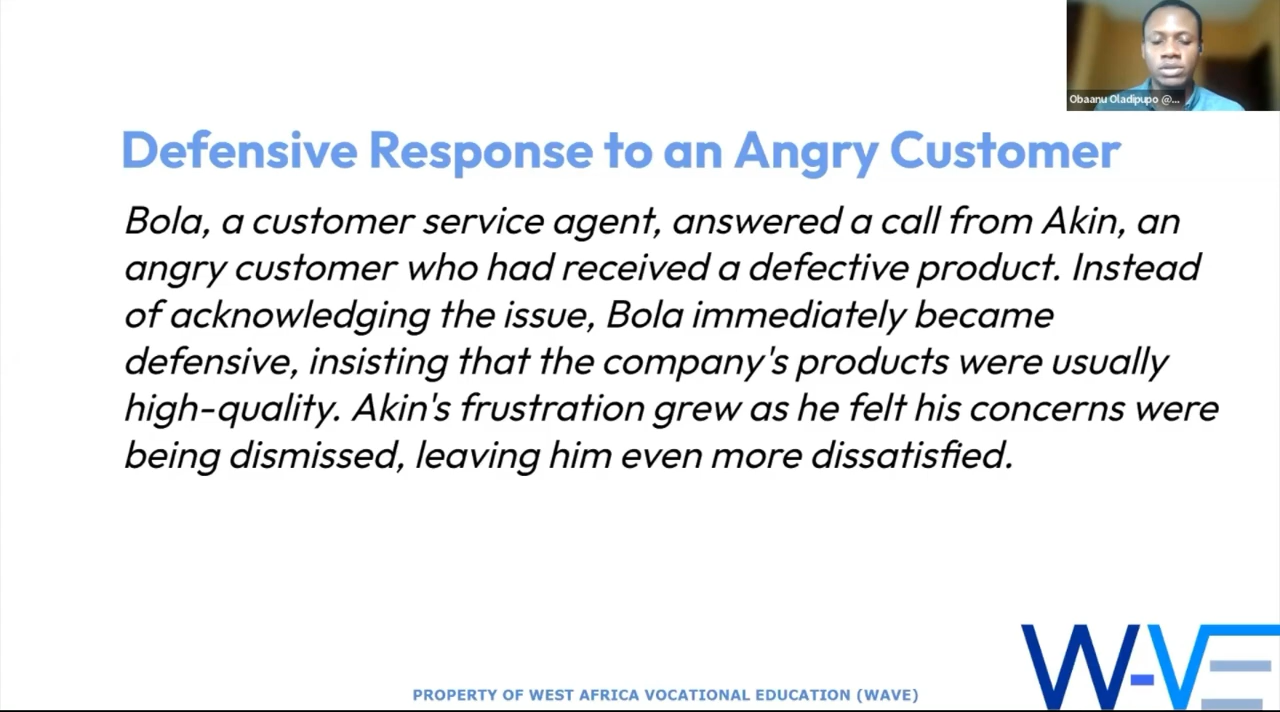 Obaanu Oladipupo @...
Defensive Response to an Angry Customer
Bola, a customer service agent, answered a call from Akin, an
angry customer who had received a defective product. Instead
of acknowledging the issue, Bola immediately became
defensive, insisting that the company's products were usually
high-quality. Akin's frustration grew as he felt his concerns were
being dismissed, leaving him even more dissatisfied.
W-VE
PROPERTY OF WEST AFRICA VOCATIONAL EDUCATION (WAVE)